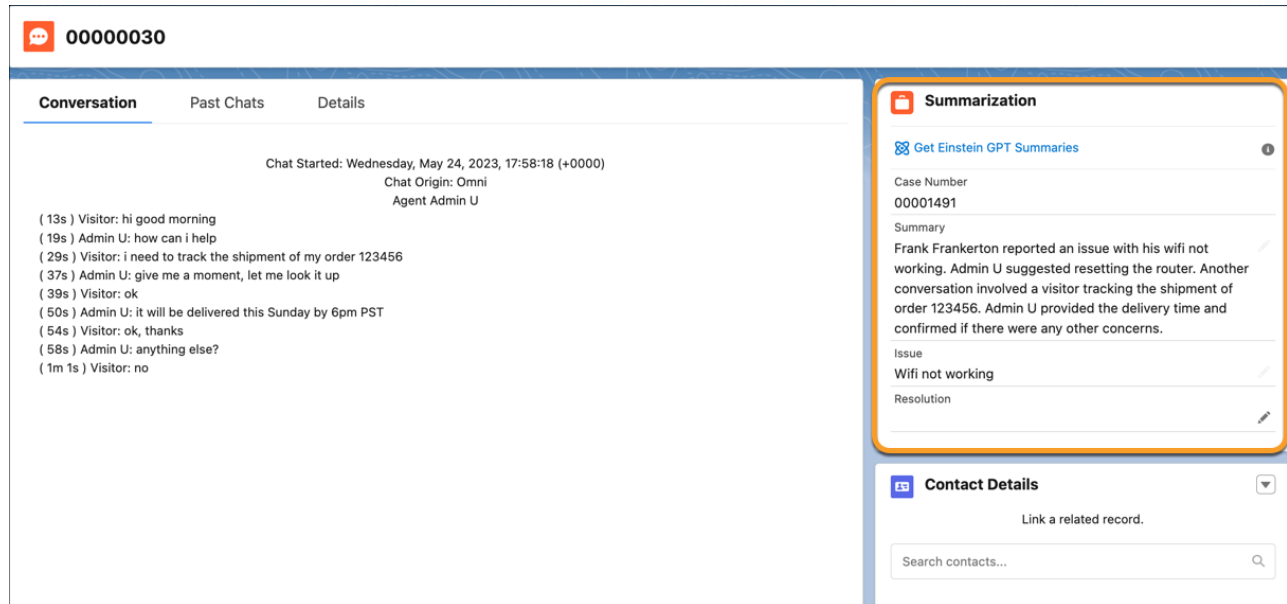 00000030
Conversation
Past Chats
Details
Chat Started: Wednesday, May 24, 2023, 17:58:18 (+0000)
Chat Origin: Omni
Agent Admin U
( 13s ) Visitor: hi good morning
( 19s ) Admin U: how can i help
( 29s ) Visitor: i need to track the shipment of my order 123456
( 37s ) Admin U: give me a moment, let me look it up
( 39s ) Visitor: ok
( 50s ) Admin U: it will be delivered this Sunday by 6pm PST
( 54s ) Visitor: ok, thanks
( 58s ) Admin U: anything else?
( 1m 1s ) Visitor: no
Summarization
Get Einstein GPT Summaries
Case Number
00001491
Summary
Frank Frankerton reported an issue with his wifi not
working. Admin U suggested resetting the router. Another
conversation involved a visitor tracking the shipment of
order 123456. Admin U provided the delivery time and
confirmed if there were any other concerns.
Issue
Wifi not working
Resolution
Contact Details
Link a related record.
Search contacts...